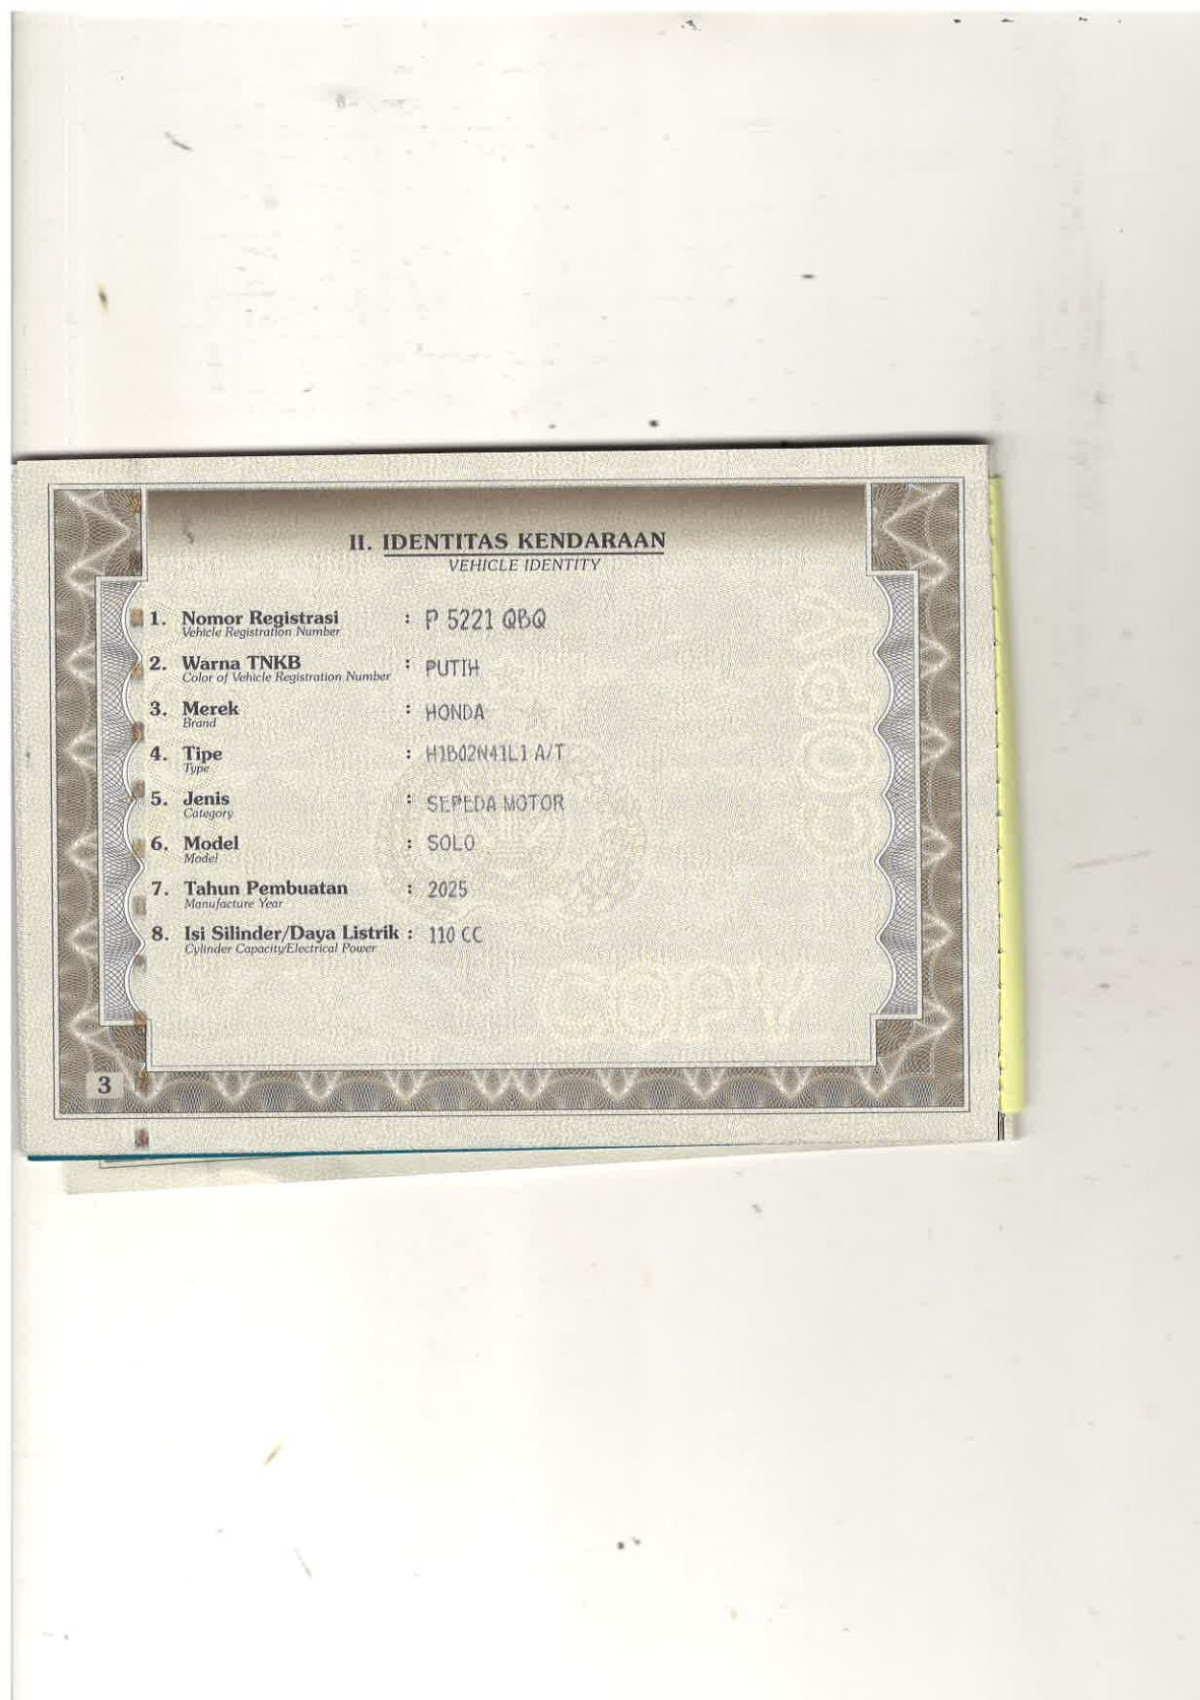 II. IDENTITAS KENDARAAN
VEHICLE IDENTITY
1. Nomor Registrasi : P 5221 QBQ
Vehicle Registration Number
2. Warna TNKB : PUTIH
Color of Vehicle Registration Number
3. Merek : HONDA
Brand
4. Tipe : H1B02N41L1 A/T
Type
5. Jenis : SEPEDA MOTOR
Category
6. Model : SOLO
Model
7. Tahun Pembuatan : 2025
Manufacture Year
8. Isi Silinder/Daya Listrik : 110 CC
Cylinder Capacity/Electrical Power
COPY
COPY
3